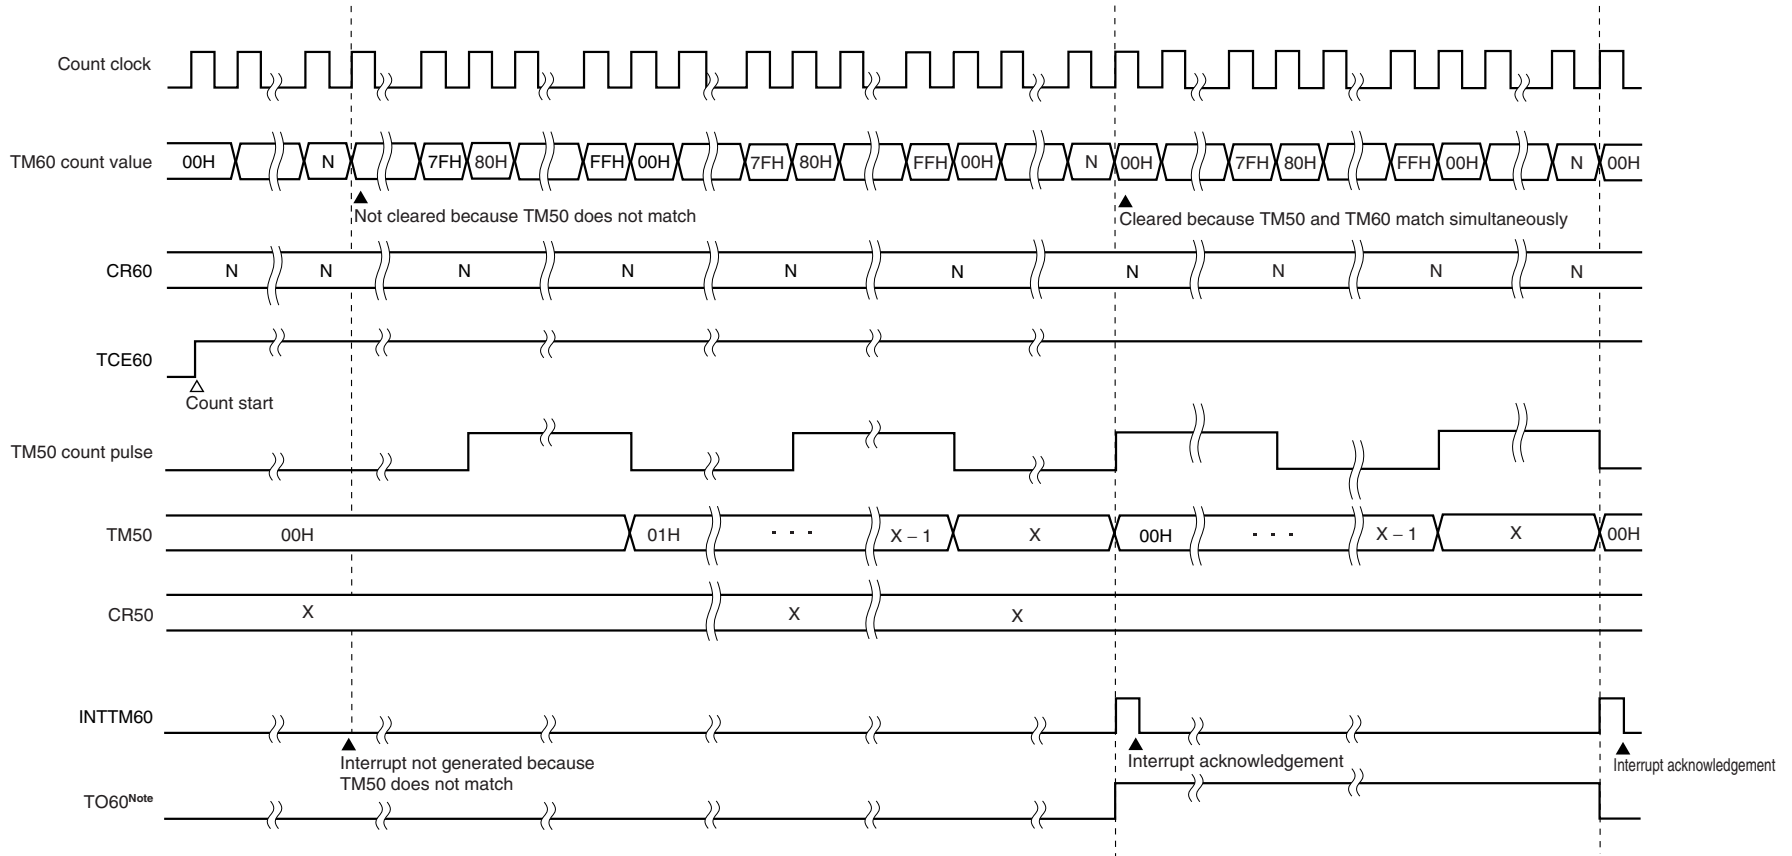 Count clock
TM60 count value 00H N 7FH 80H FFH 00H 7FH 80H FFH 00H N 00H 7FH 80H FFH 00H N 00H
Not cleared because TM50 does not match
Cleared because TM50 and TM60 match simultaneously
CR60 N N N N N N N N N N
TCE60
Count start
TM50 count pulse
TM50 00H 01H · · · X – 1 X 00H · · · X – 1 X 00H
CR50 X X X
INTTM60
Interrupt not generated because
TM50 does not match
Interrupt acknowledgement
Interrupt acknowledgement
TO60Note